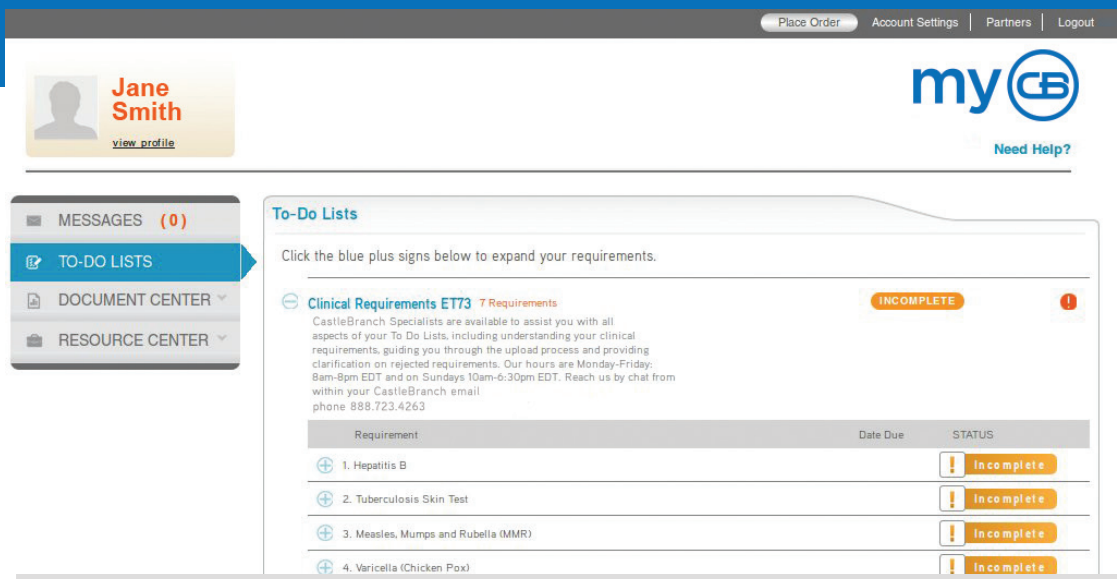 Place Order Account Settings Partners Logout
Jane
Smith
view profile
my CB
Need Help?
MESSAGES (0)
TO-DO LISTS
DOCUMENT CENTER
RESOURCE CENTER
To-Do Lists
Click the blue plus signs below to expand your requirements.
Clinical Requirements ET73 7 Requirements INCOMPLETE
CastleBranch Specialists are available to assist you with all
aspects of your To Do Lists, including understanding your clinical
requirements, guiding you through the upload process and providing
clarification on rejected requirements. Our hours are Monday-Friday:
8am-8pm EDT and on Sundays 10am-6:30pm EDT. Reach us by chat from
within your CastleBranch email
phone 888.723.4263
Requirement Date Due STATUS
1. Hepatitis B ! Incomplete
2. Tuberculosis Skin Test ! Incomplete
3. Measles, Mumps and Rubella (MMR) ! Incomplete
4. Varicella (Chicken Pox) ! Incomplete